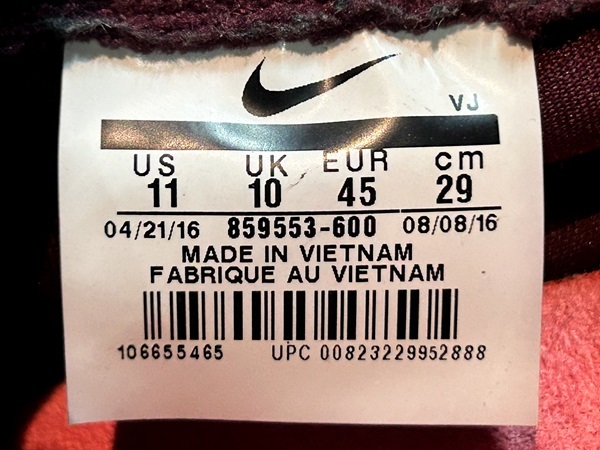 VJ
US UK EUR cm
11 10 45 29
04/21/16 859553-600 08/08/16
MADE IN VIETNAM
FABRIQUE AU VIETNAM
106655465 UPC 00823229952888